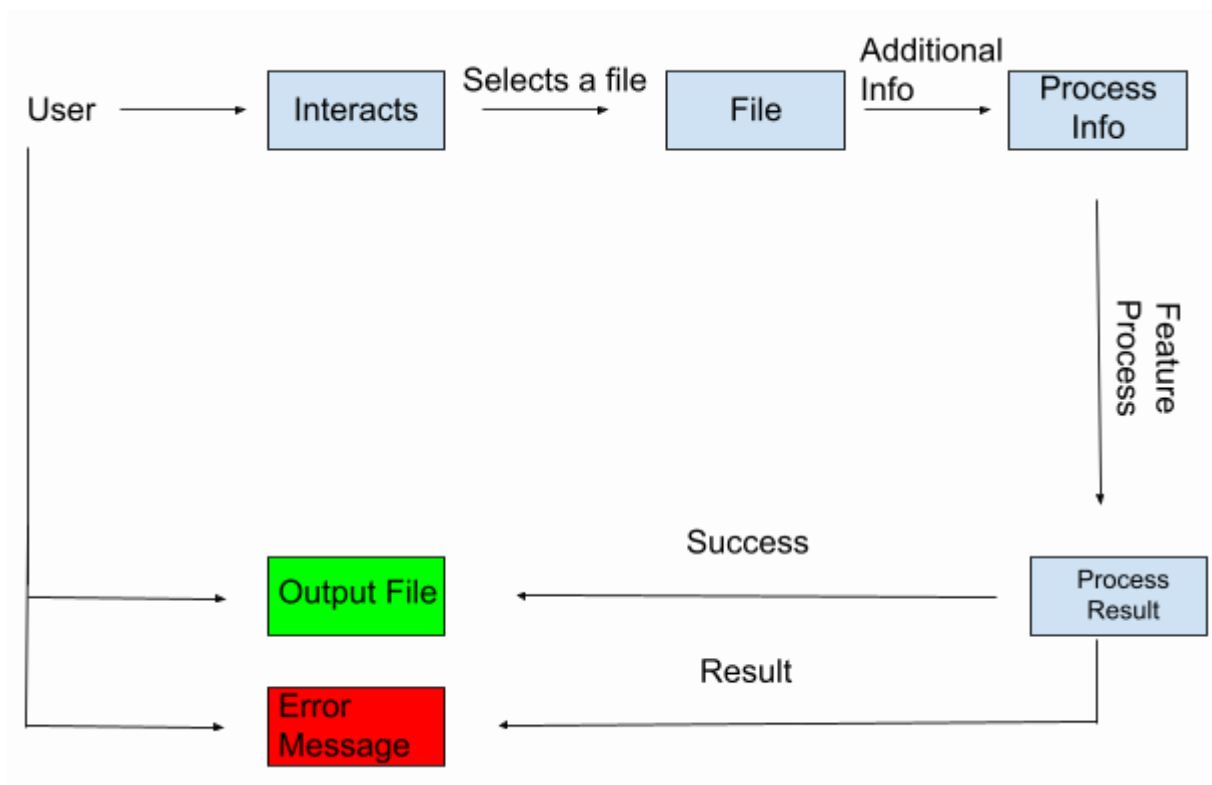 User
Interacts
Selects a file
File
Additional
Info
Process
Info
Feature
Process
Success
Output File
Process
Result
Result
Error
Message